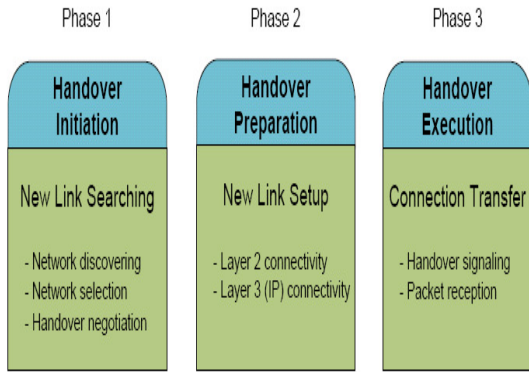 Phase 1
Handover
Initiation
New Link Searching
- Network discovering
- Network selection
- Handover negotiation
Phase 2
Handover
Preparation
New Link Setup
- Layer 2 connectivity
- Layer 3 (IP) connectivity
Phase 3
Handover
Execution
Connection Transfer
- Handover signaling
- Packet reception